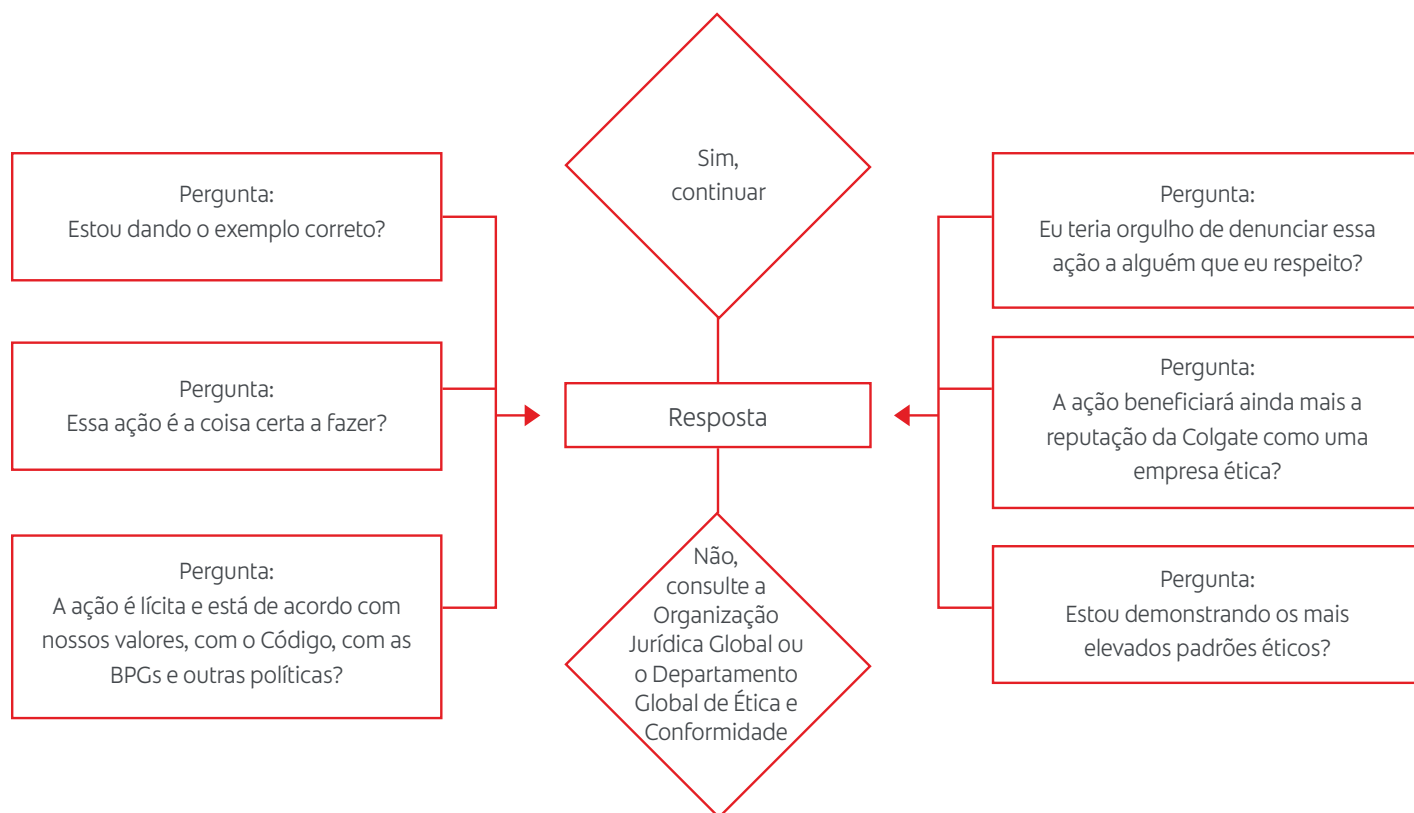 Sim,
continuar
Pergunta:
Estou dando o exemplo correto?
Pergunta:
Essa ação é a coisa certa a fazer?
Pergunta:
A ação é lícita e está de acordo com
nossos valores, com o Código, com as
BPGs e outras políticas?
Resposta
Não,
consulte a
Organização
Jurídica Global ou
o Departamento
Global de Ética e
Conformidade
Pergunta:
Eu teria orgulho de denunciar essa
ação a alguém que eu respeito?
Pergunta:
A ação beneficiará ainda mais a
reputação da Colgate como uma
empresa ética?
Pergunta:
Estou demonstrando os mais
elevados padrões éticos?